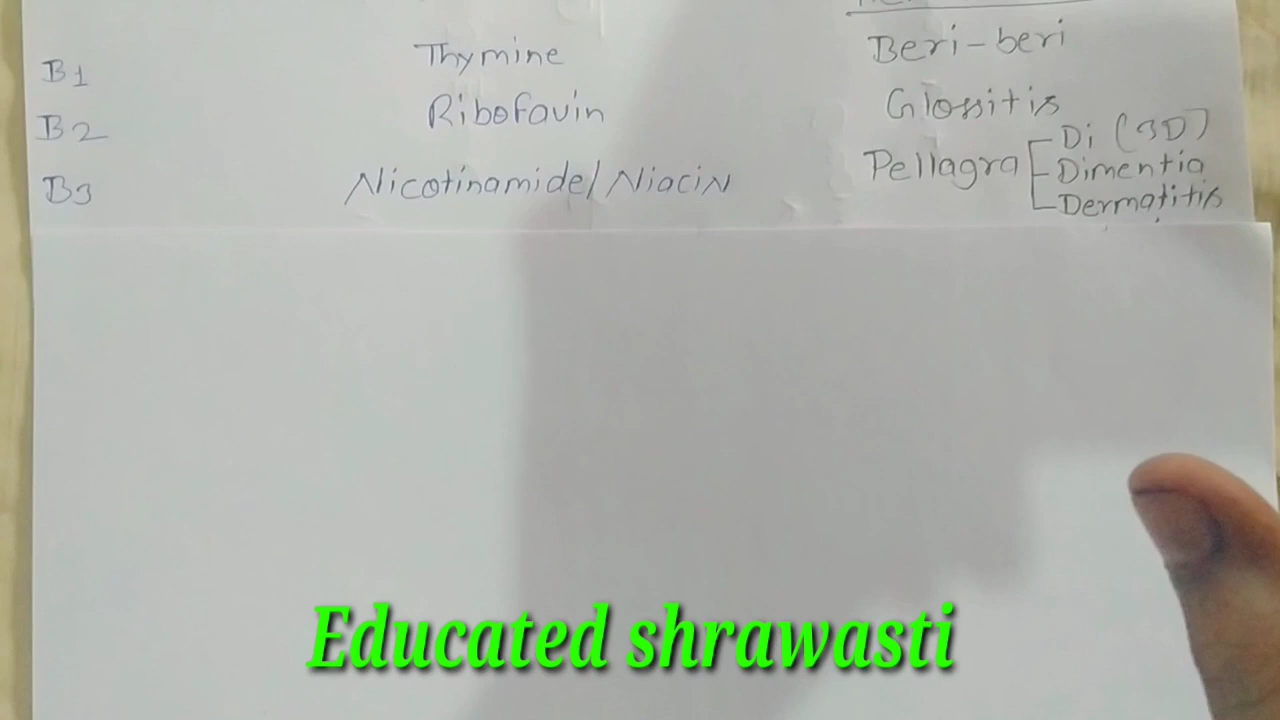 B1 Thymine Beri-beri
B2 Ribofavin Glossitis
B3 Nicotinamide/Niacin Pellagra Di (3D)
Dimentia
Dermatitis
Educated shrawasti